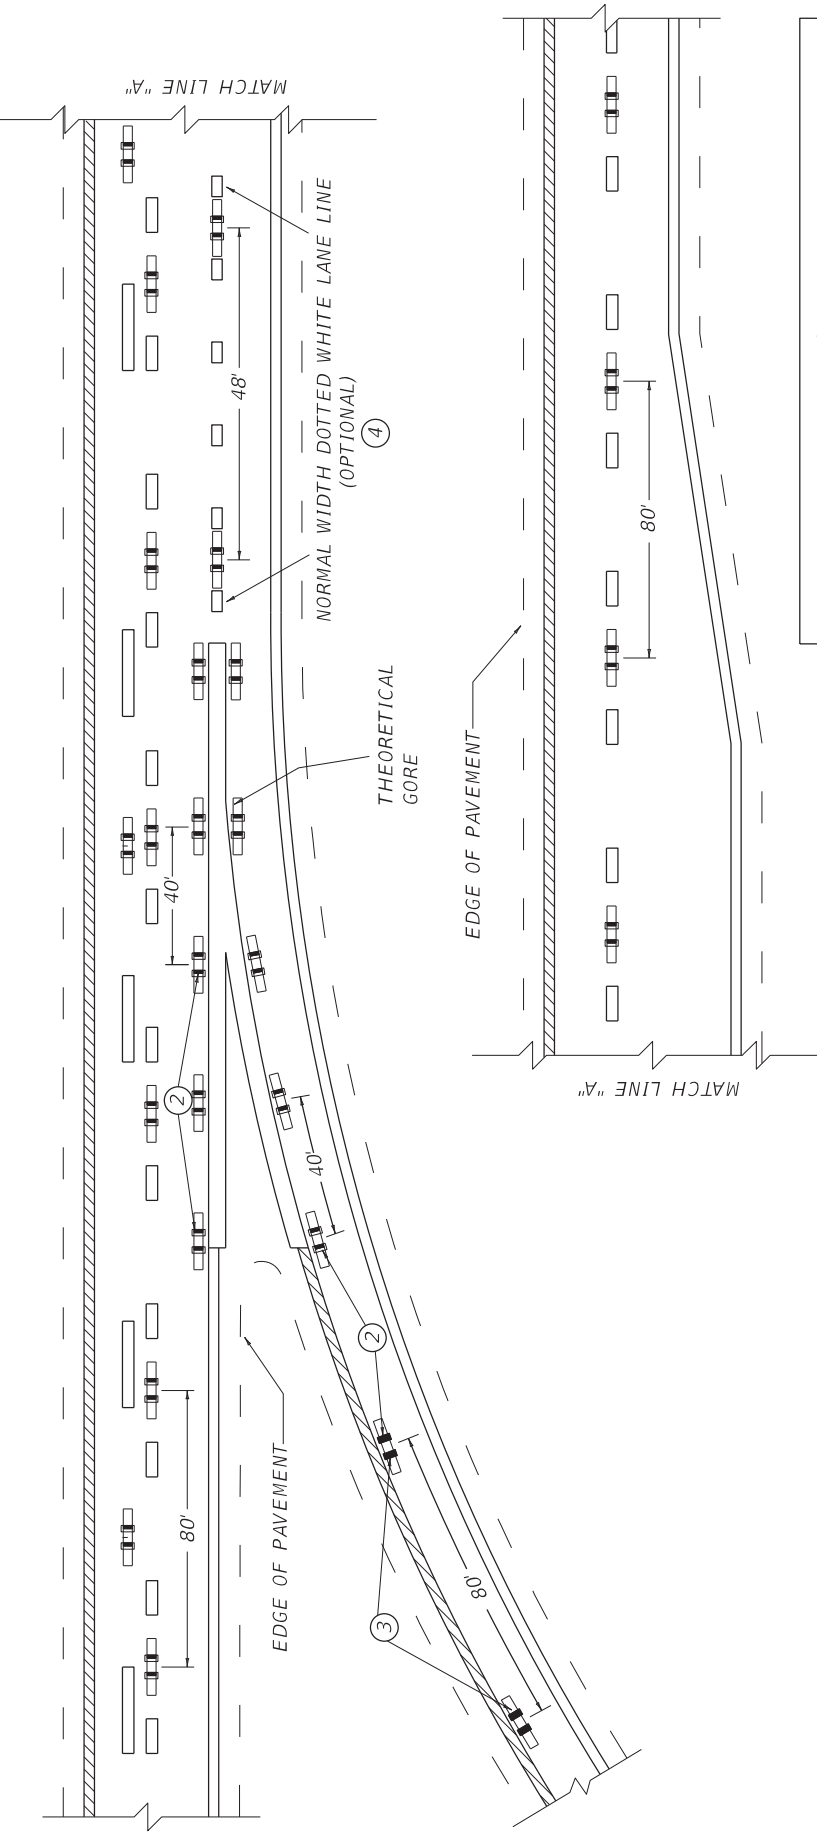 MATCH LINE "A"
48'
NORMAL WIDTH DOTTED WHITE LANE LINE
(OPTIONAL)
4
THEORETICAL
GORE
40'
2
40'
2
80'
EDGE OF PAVEMENT
3
80'
80'
EDGE OF PAVEMENT
MATCH LINE "A"